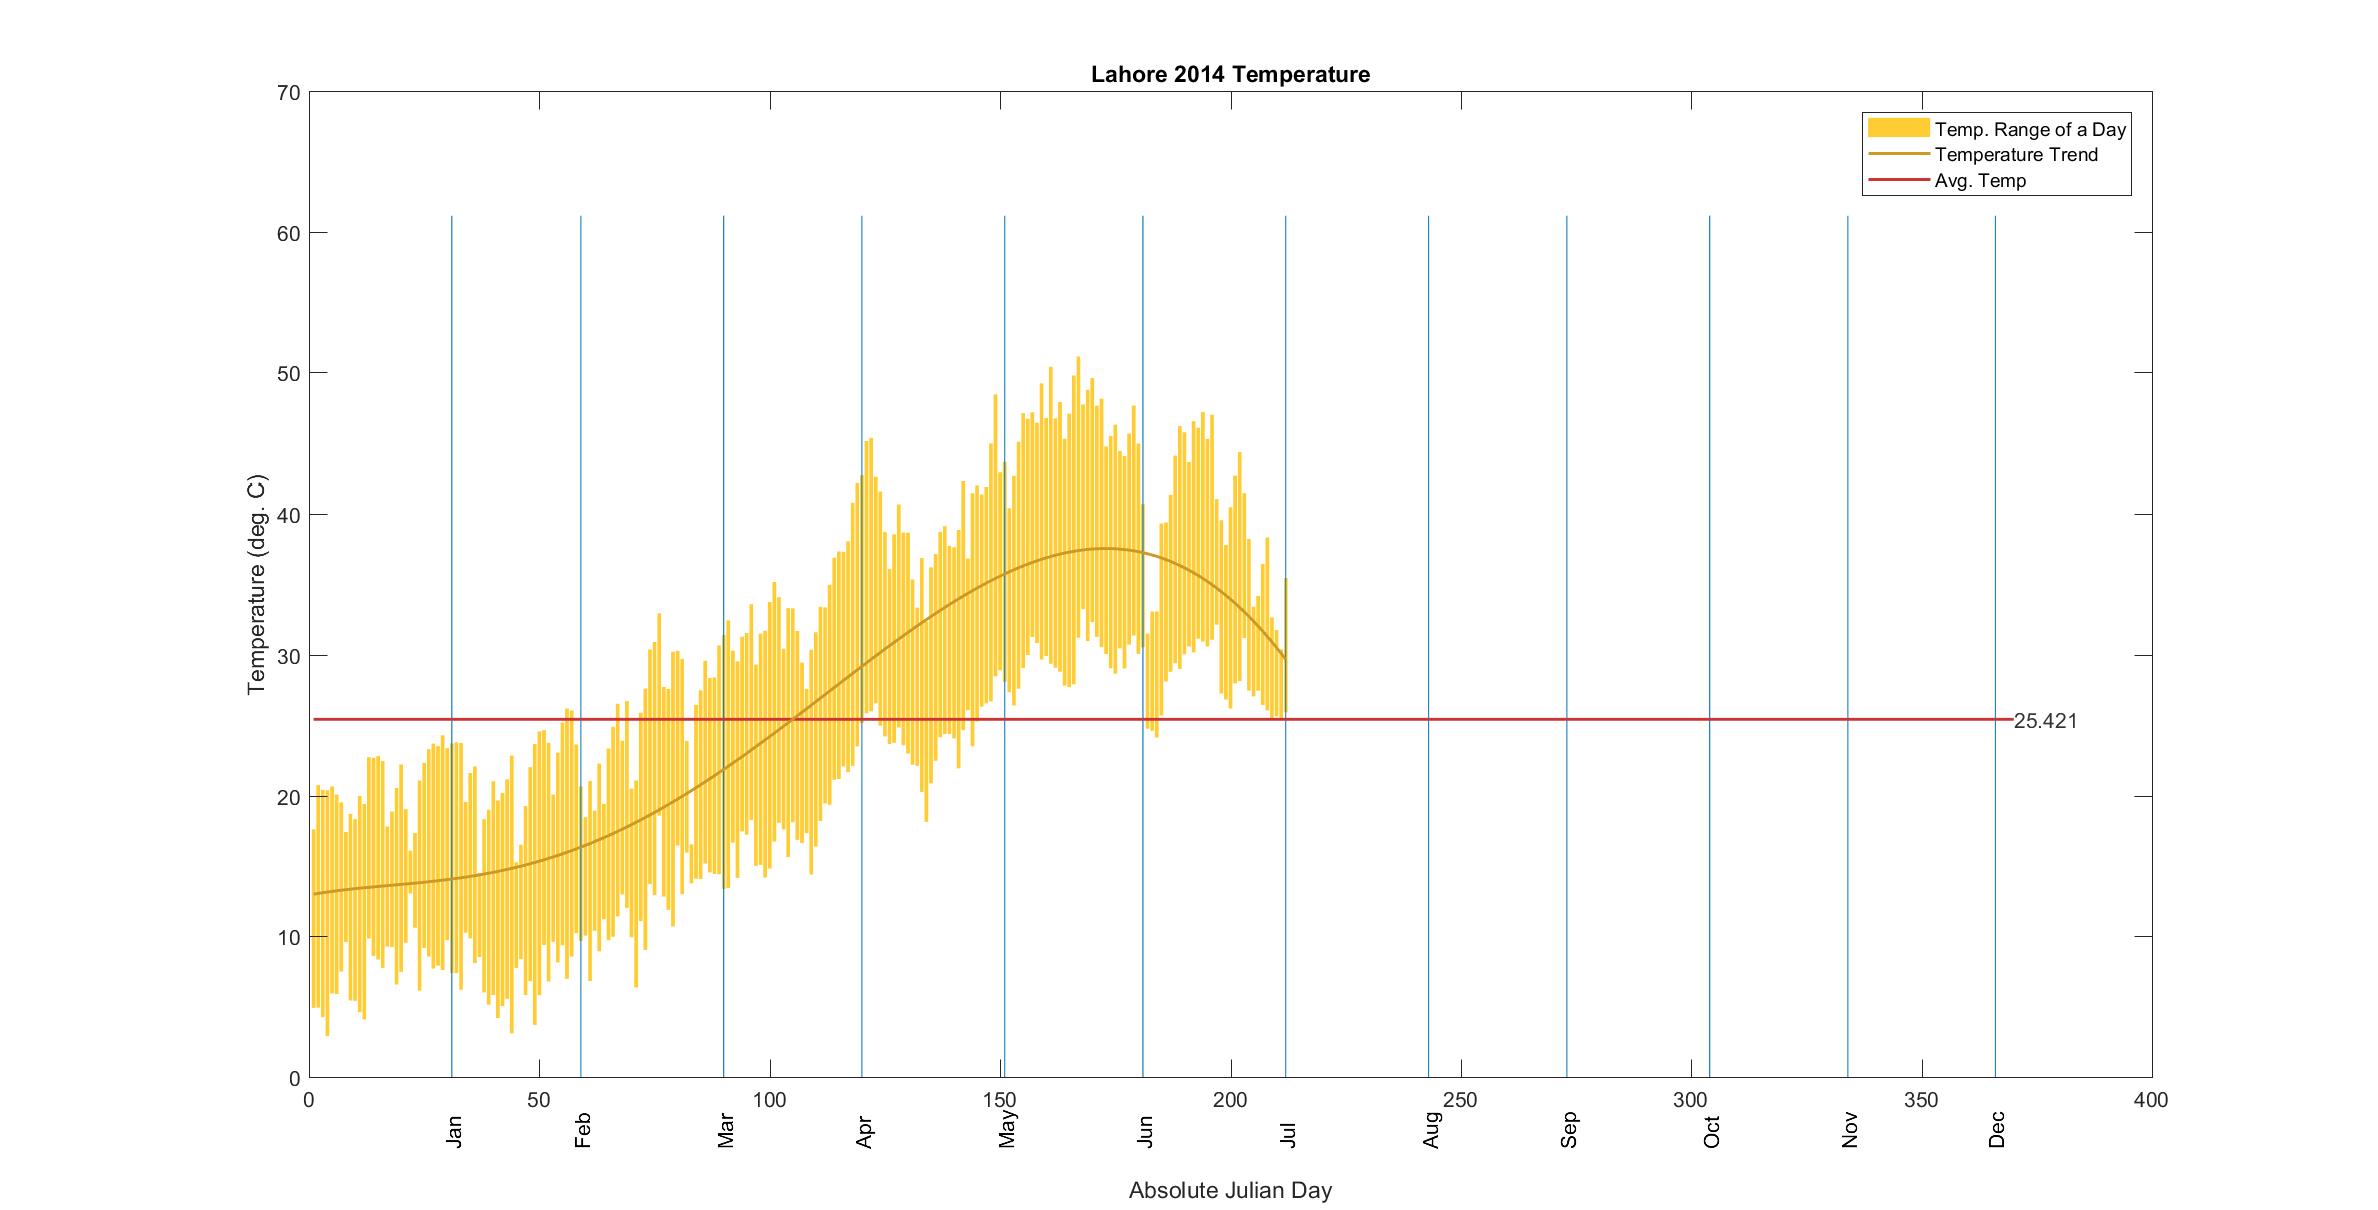 Lahore 2014 Temperature
Temp. Range of a Day
Temperature Trend
Avg. Temp
Temperature (deg. C)
70
60
50
40
30
20
10
0
25.421
0 50 100 150 200 250 300 350 400
Jan Feb Mar Apr May Jun Jul Aug Sep Oct Nov Dec
Absolute Julian Day